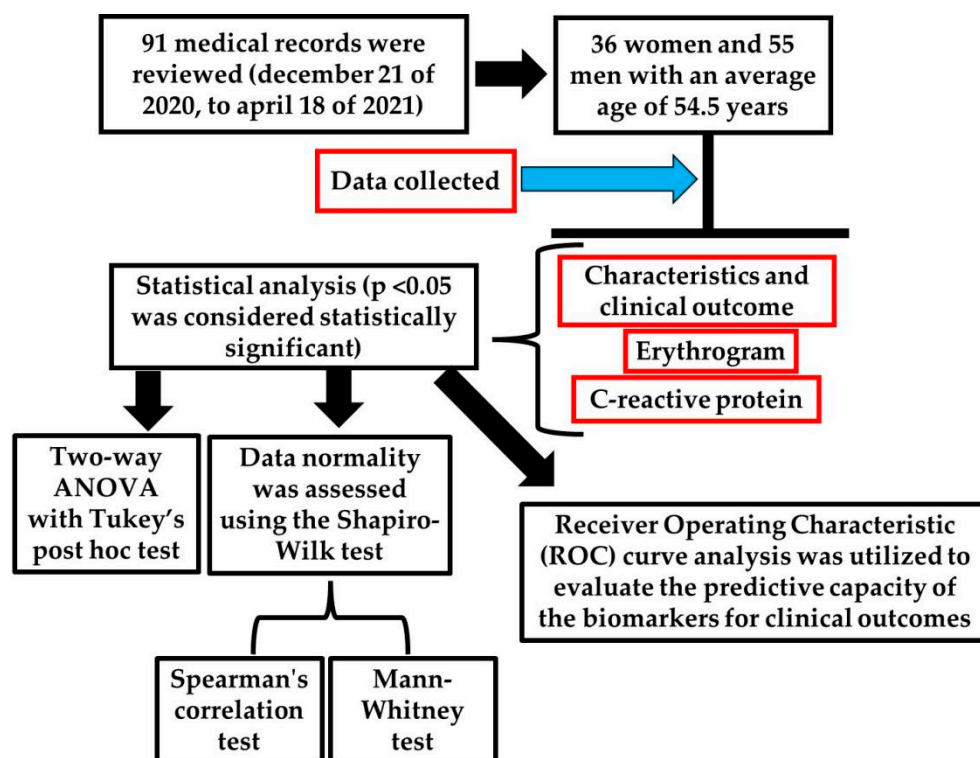 91 medical records were
reviewed (december 21 of
2020, to april 18 of 2021)
36 women and 55
men with an average
age of 54.5 years
Data collected
Characteristics and
clinical outcome
Erythrogram
C-reactive protein
Statistical analysis (p <0.05
was considered statistically
significant)
Two-way
ANOVA
with Tukey’s
post hoc test
Data normality
was assessed
using the Shapiro-
Wilk test
Receiver Operating Characteristic
(ROC) curve analysis was utilized to
evaluate the predictive capacity of
the biomarkers for clinical outcomes
Spearman's
correlation
test
Mann-
Whitney
test